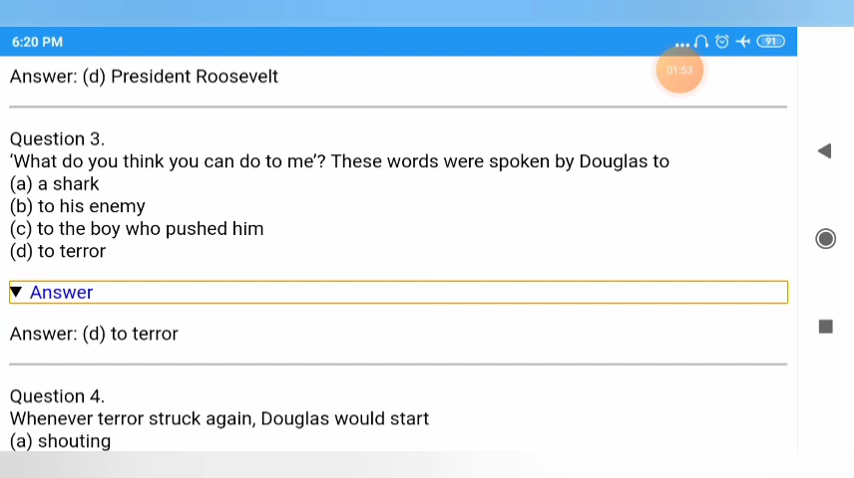 6:20 PM
91
01:53
Answer: (d) President Roosevelt
Question 3.
‘What do you think you can do to me’? These words were spoken by Douglas to
(a) a shark
(b) to his enemy
(c) to the boy who pushed him
(d) to terror
Answer
Answer: (d) to terror
Question 4.
Whenever terror struck again, Douglas would start
(a) shouting